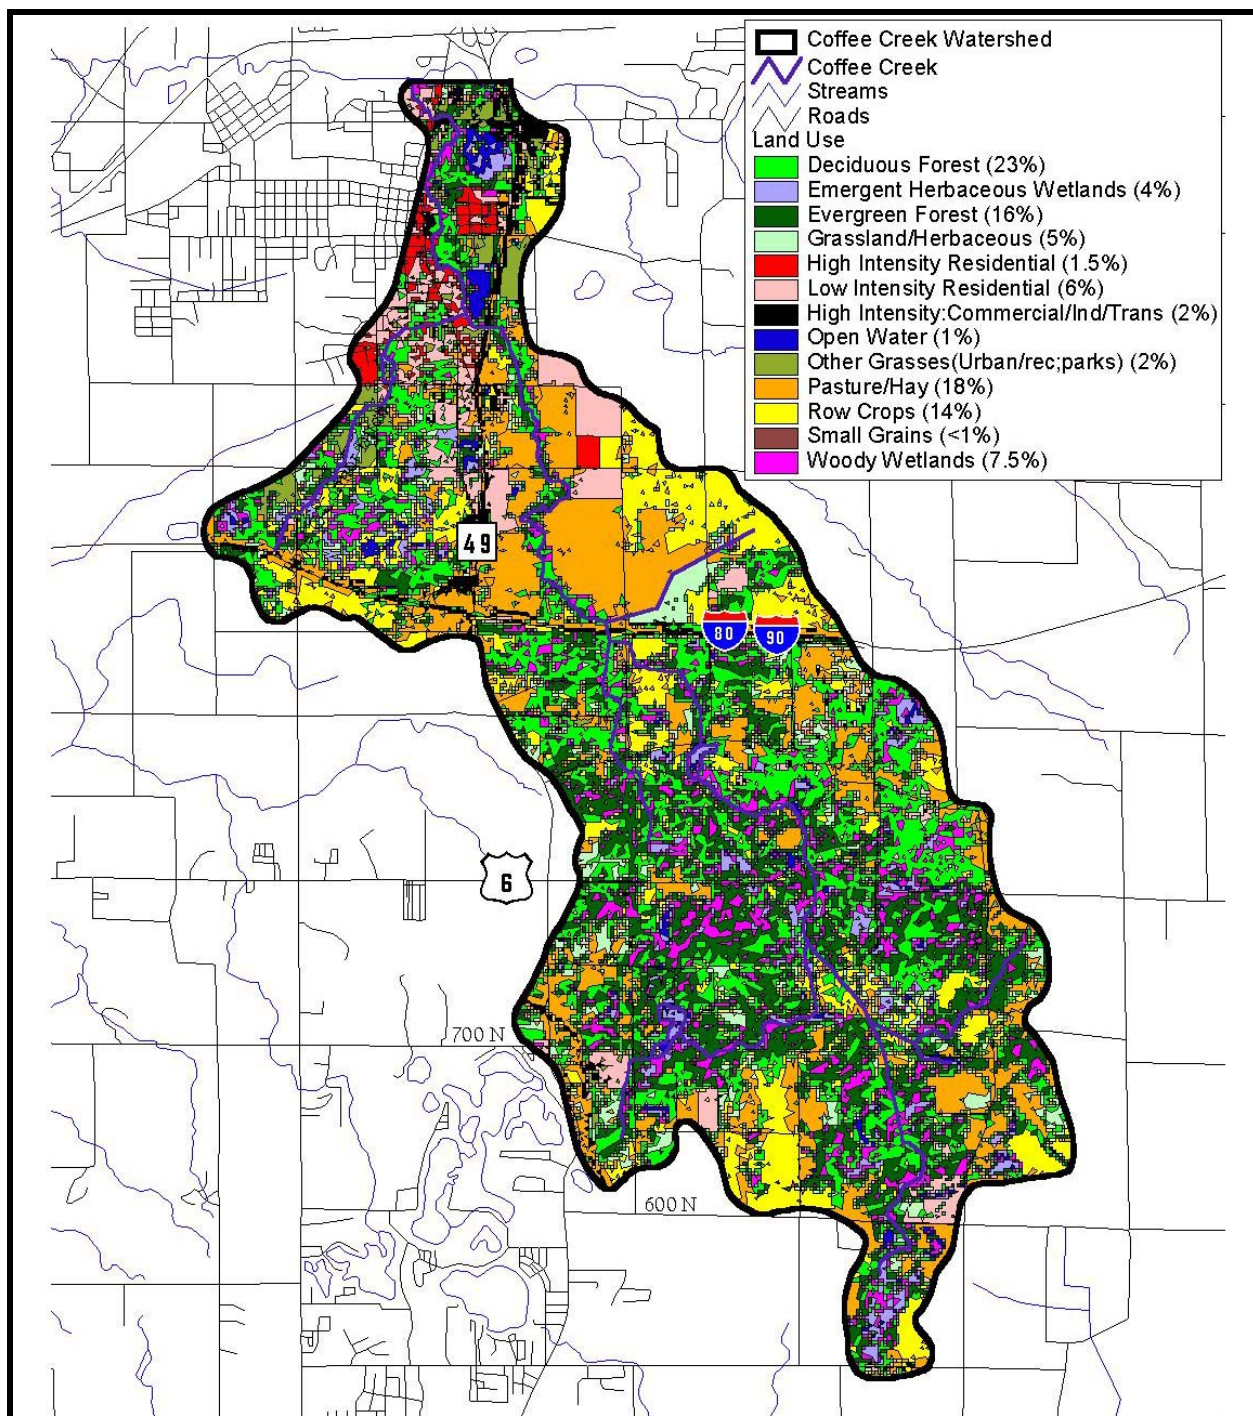 Coffee Creek Watershed
Coffee Creek
Streams
Roads
Land Use
Deciduous Forest (23%)
Emergent Herbaceous Wetlands (4%)
Evergreen Forest (16%)
Grassland/Herbaceous (5%)
High Intensity Residential (1.5%)
Low Intensity Residential (6%)
High Intensity:Commercial/Ind/Trans (2%)
Open Water (1%)
Other Grasses(Urban/rec;parks) (2%)
Pasture/Hay (18%)
Row Crops (14%)
Small Grains (<1%)
Woody Wetlands (7.5%)
49
80 90
6
700 N
600 N